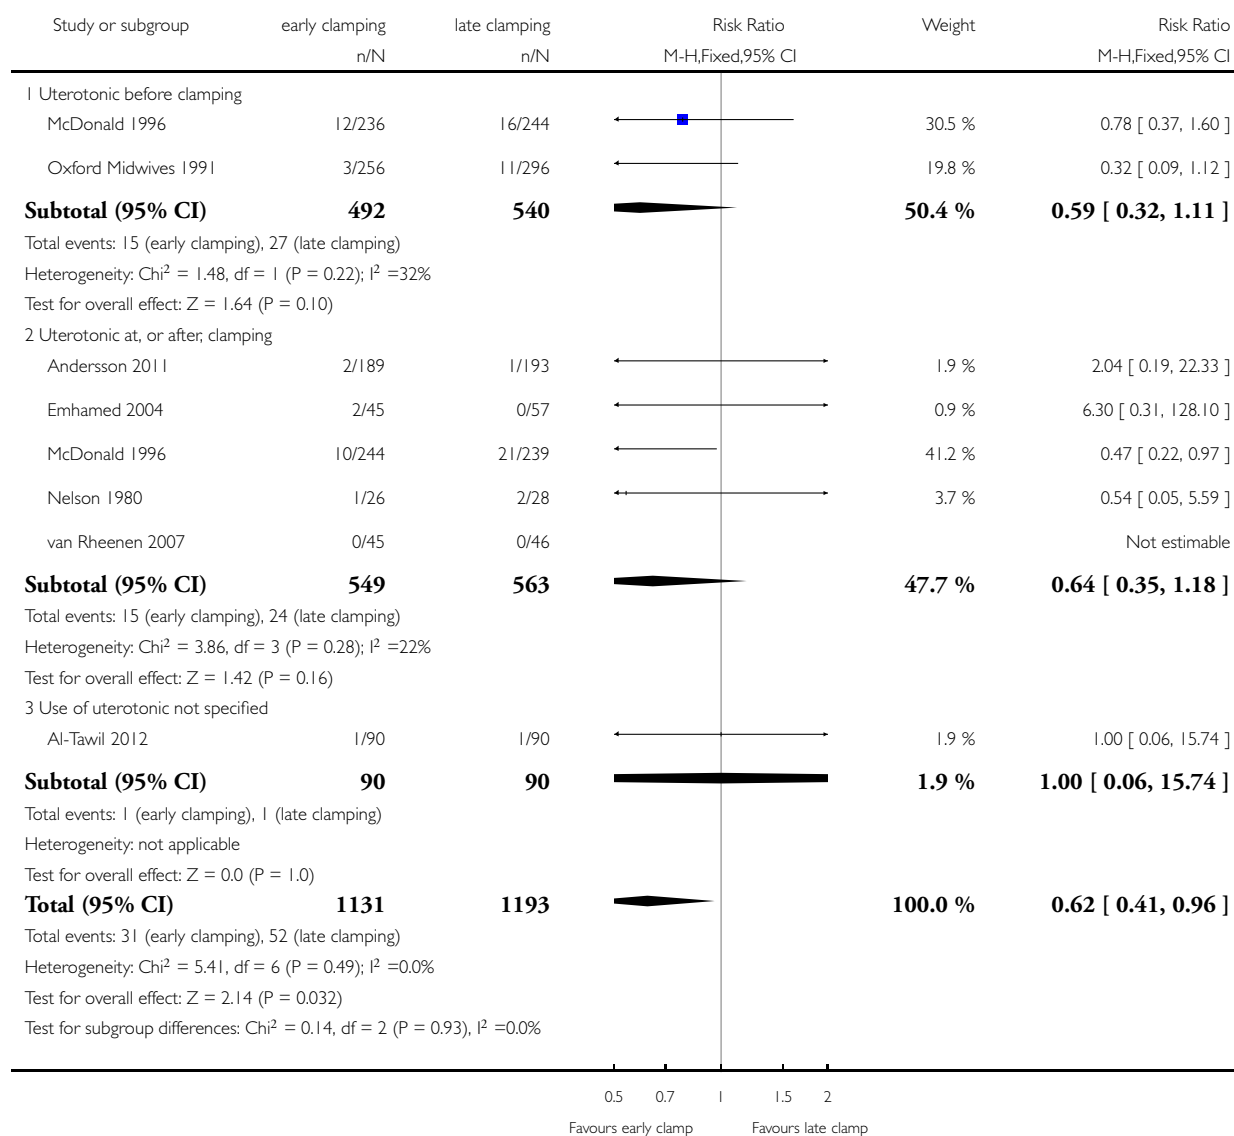 Study or subgroup early clamping late clamping Risk Ratio Weight Risk Ratio
n/N n/N M-H,Fixed,95% CI M-H,Fixed,95% CI
1 Uterotonic before clamping
McDonald 1996 12/236 16/244 30.5 % 0.78 [ 0.37, 1.60 ]
Oxford Midwives 1991 3/256 11/296 19.8 % 0.32 [ 0.09, 1.12 ]
Subtotal (95% CI) 492 540 50.4 % 0.59 [ 0.32, 1.11 ]
Total events: 15 (early clamping), 27 (late clamping)
Heterogeneity: Chi² = 1.48, df = 1 (P = 0.22); I² =32%
Test for overall effect: Z = 1.64 (P = 0.10)
2 Uterotonic at, or after, clamping
Andersson 2011 2/189 1/193 1.9 % 2.04 [ 0.19, 22.33 ]
Emhamed 2004 2/45 0/57 0.9 % 6.30 [ 0.31, 128.10 ]
McDonald 1996 10/244 21/239 41.2 % 0.47 [ 0.22, 0.97 ]
Nelson 1980 1/26 2/28 3.7 % 0.54 [ 0.05, 5.59 ]
van Rheenen 2007 0/45 0/46 Not estimable
Subtotal (95% CI) 549 563 47.7 % 0.64 [ 0.35, 1.18 ]
Total events: 15 (early clamping), 24 (late clamping)
Heterogeneity: Chi² = 3.86, df = 3 (P = 0.28); I² =22%
Test for overall effect: Z = 1.42 (P = 0.16)
3 Use of uterotonic not specified
Al-Tawil 2012 1/90 1/90 1.9 % 1.00 [ 0.06, 15.74 ]
Subtotal (95% CI) 90 90 1.9 % 1.00 [ 0.06, 15.74 ]
Total events: 1 (early clamping), 1 (late clamping)
Heterogeneity: not applicable
Test for overall effect: Z = 0.0 (P = 1.0)
Total (95% CI) 1131 1193 100.0 % 0.62 [ 0.41, 0.96 ]
Total events: 31 (early clamping), 52 (late clamping)
Heterogeneity: Chi² = 5.41, df = 6 (P = 0.49); I² =0.0%
Test for overall effect: Z = 2.14 (P = 0.032)
Test for subgroup differences: Chi² = 0.14, df = 2 (P = 0.93), I² =0.0%
0.5 0.7 1 1.5 2
Favours early clamp Favours late clamp